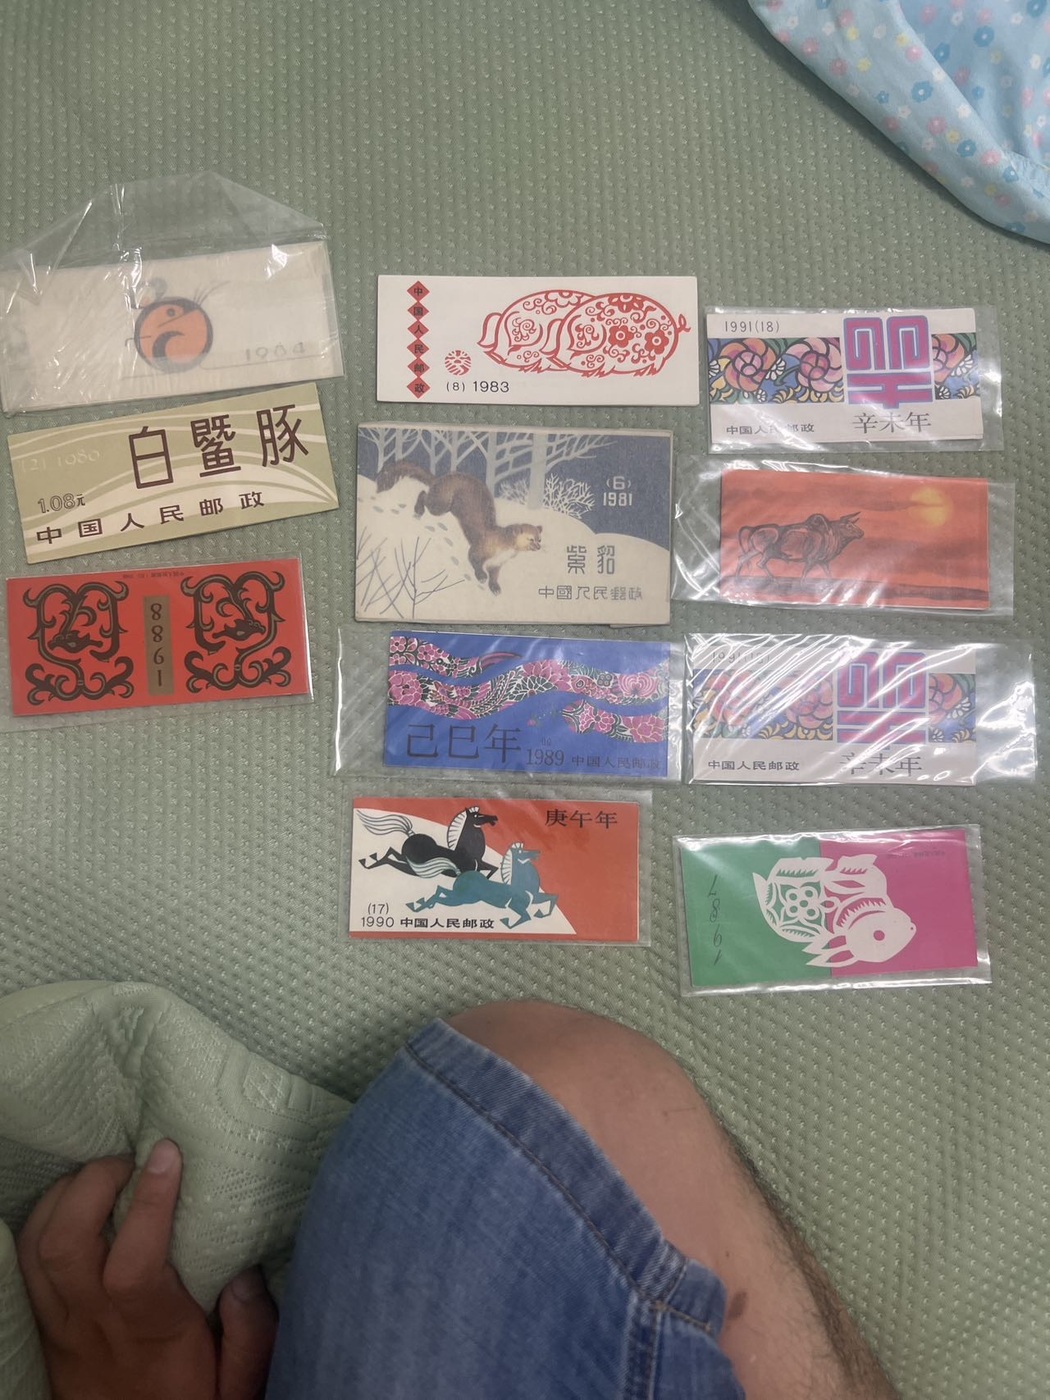 1984
白鱀豚
1.08元
中国人民邮政
1988
中国人民邮政
(8) 1983
(6)
1981
紫貂
中國人民郵政
己巳年
1989 中国人民邮政
庚午年
(17)
1990 中国人民邮政
1991(18)
中国人民邮政 辛未年
中国人民邮政 辛未年
1987